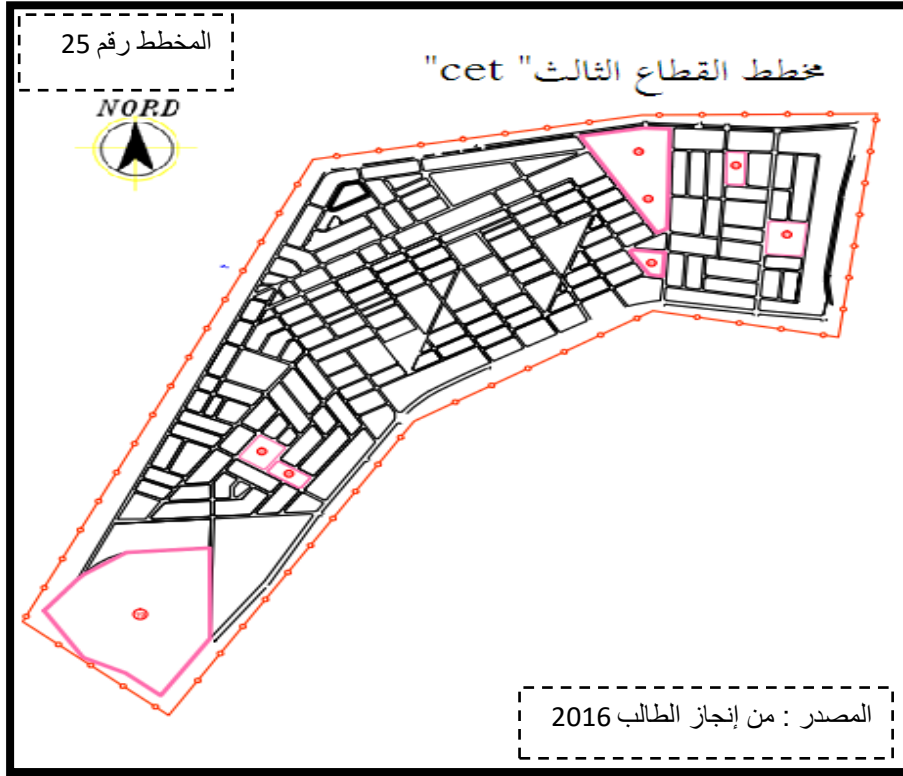 المخطط رقم 25
مخطط القطاع الثالث" cet"
NORD
المصدر : من إنجاز الطالب 2016